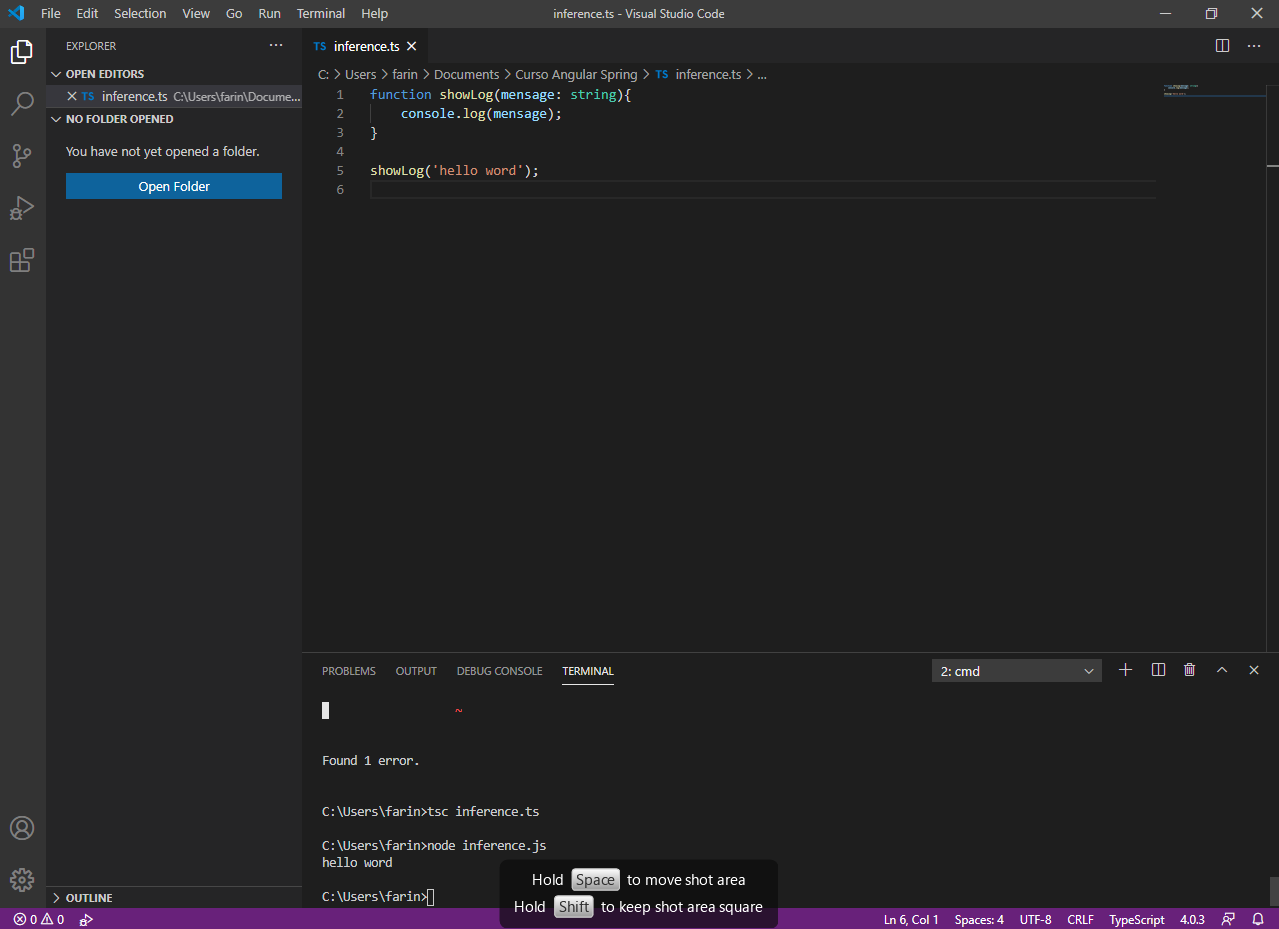 File Edit Selection View Go Run Terminal Help inference.ts - Visual Studio Code
EXPLORER
OPEN EDITORS
TS inference.ts C:\Users\farin\Docume...
NO FOLDER OPENED
You have not yet opened a folder.
Open Folder
OUTLINE
TS inference.ts
C: > Users > farin > Documents > Curso Angular Spring > TS inference.ts > ...
1 function showLog(mensage: string){
2 console.log(mensage);
3 }
4
5 showLog('hello word');
6
PROBLEMS OUTPUT DEBUG CONSOLE TERMINAL 2: cmd
~
Found 1 error.
C:\Users\farin>tsc inference.ts
C:\Users\farin>node inference.js
hello word
C:\Users\farin>
Hold Space to move shot area
Hold Shift to keep shot area square
0 0 Ln 6, Col 1 Spaces: 4 UTF-8 CRLF TypeScript 4.0.3